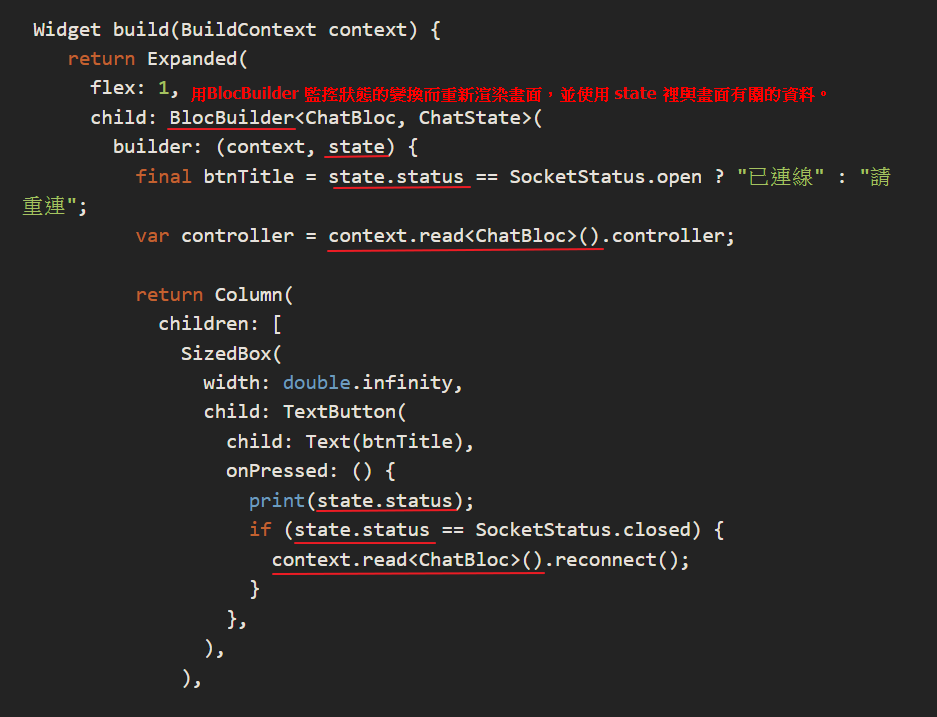 Widget build(BuildContext context) {
return Expanded(
flex: 1, 用BlocBuilder 監控狀態的變換而重新渲染畫面，並使用 state 裡與畫面有關的資料。
child: BlocBuilder<ChatBloc, ChatState>(
builder: (context, state) {
final btnTitle = state.status == SocketStatus.open ? "已連線" : "請
重連";
var controller = context.read<ChatBloc>().controller;
return Column(
children: [
SizedBox(
width: double.infinity,
child: TextButton(
child: Text(btnTitle),
onPressed: () {
print(state.status);
if (state.status == SocketStatus.closed) {
context.read<ChatBloc>().reconnect();
}
},
),
),